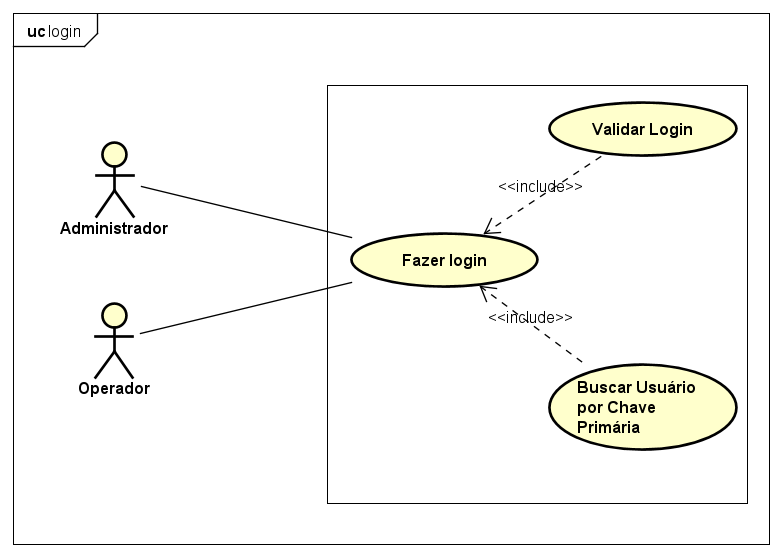 uc login
Validar Login
<<include>>
Administrador
Fazer login
<<include>>
Operador
Buscar Usuário
por Chave
Primária